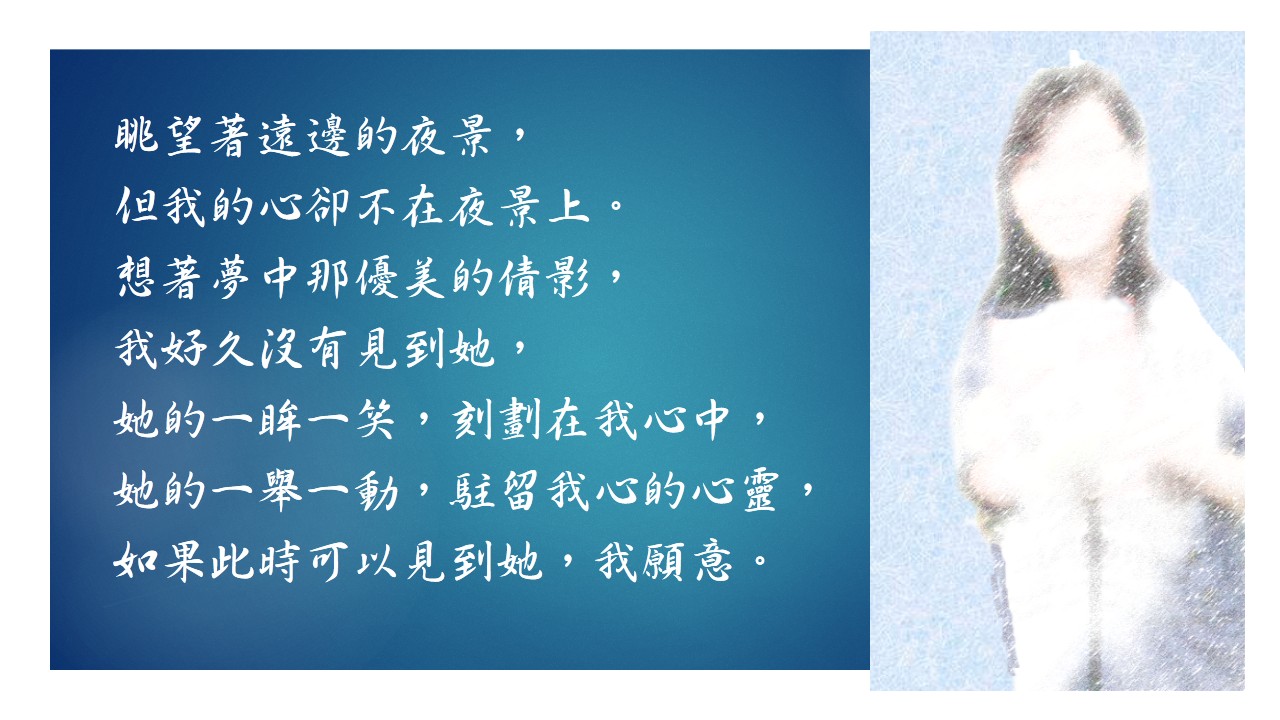 眺望著遠邊的夜景，
但我的心卻不在夜景上。
想著夢中那優美的倩影，
我好久沒有見到她，
她的一眸一笑，刻劃在我心中，
她的一舉一動，駐留我心的心靈，
如果此時可以見到她，我願意。